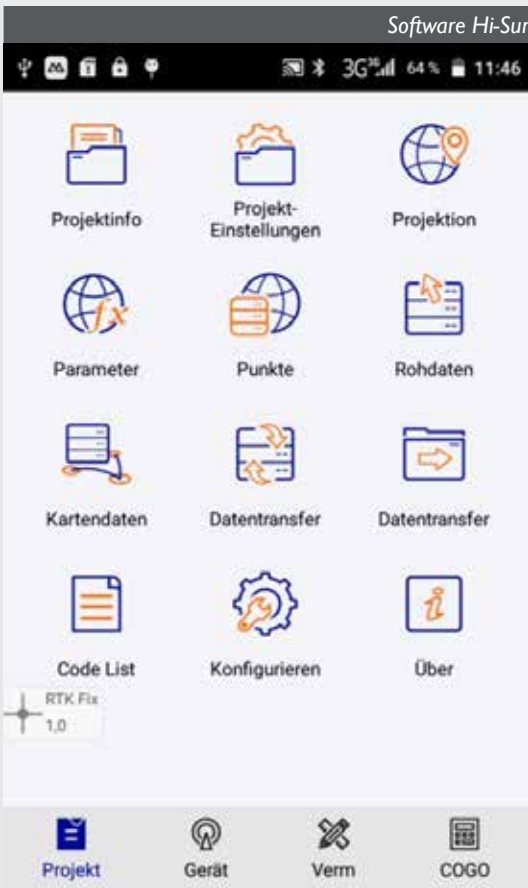 Software Hi-Sur
3G 3G 64 % 11:46
Projektinfo
Projekt-
Einstellungen
Projektion
Parameter
Punkte
Rohdaten
Kartendaten
Datentransfer
Datentransfer
Code List
Konfigurieren
Über
RTK Fix
1,0
Projekt
Gerät
Verm
COGO